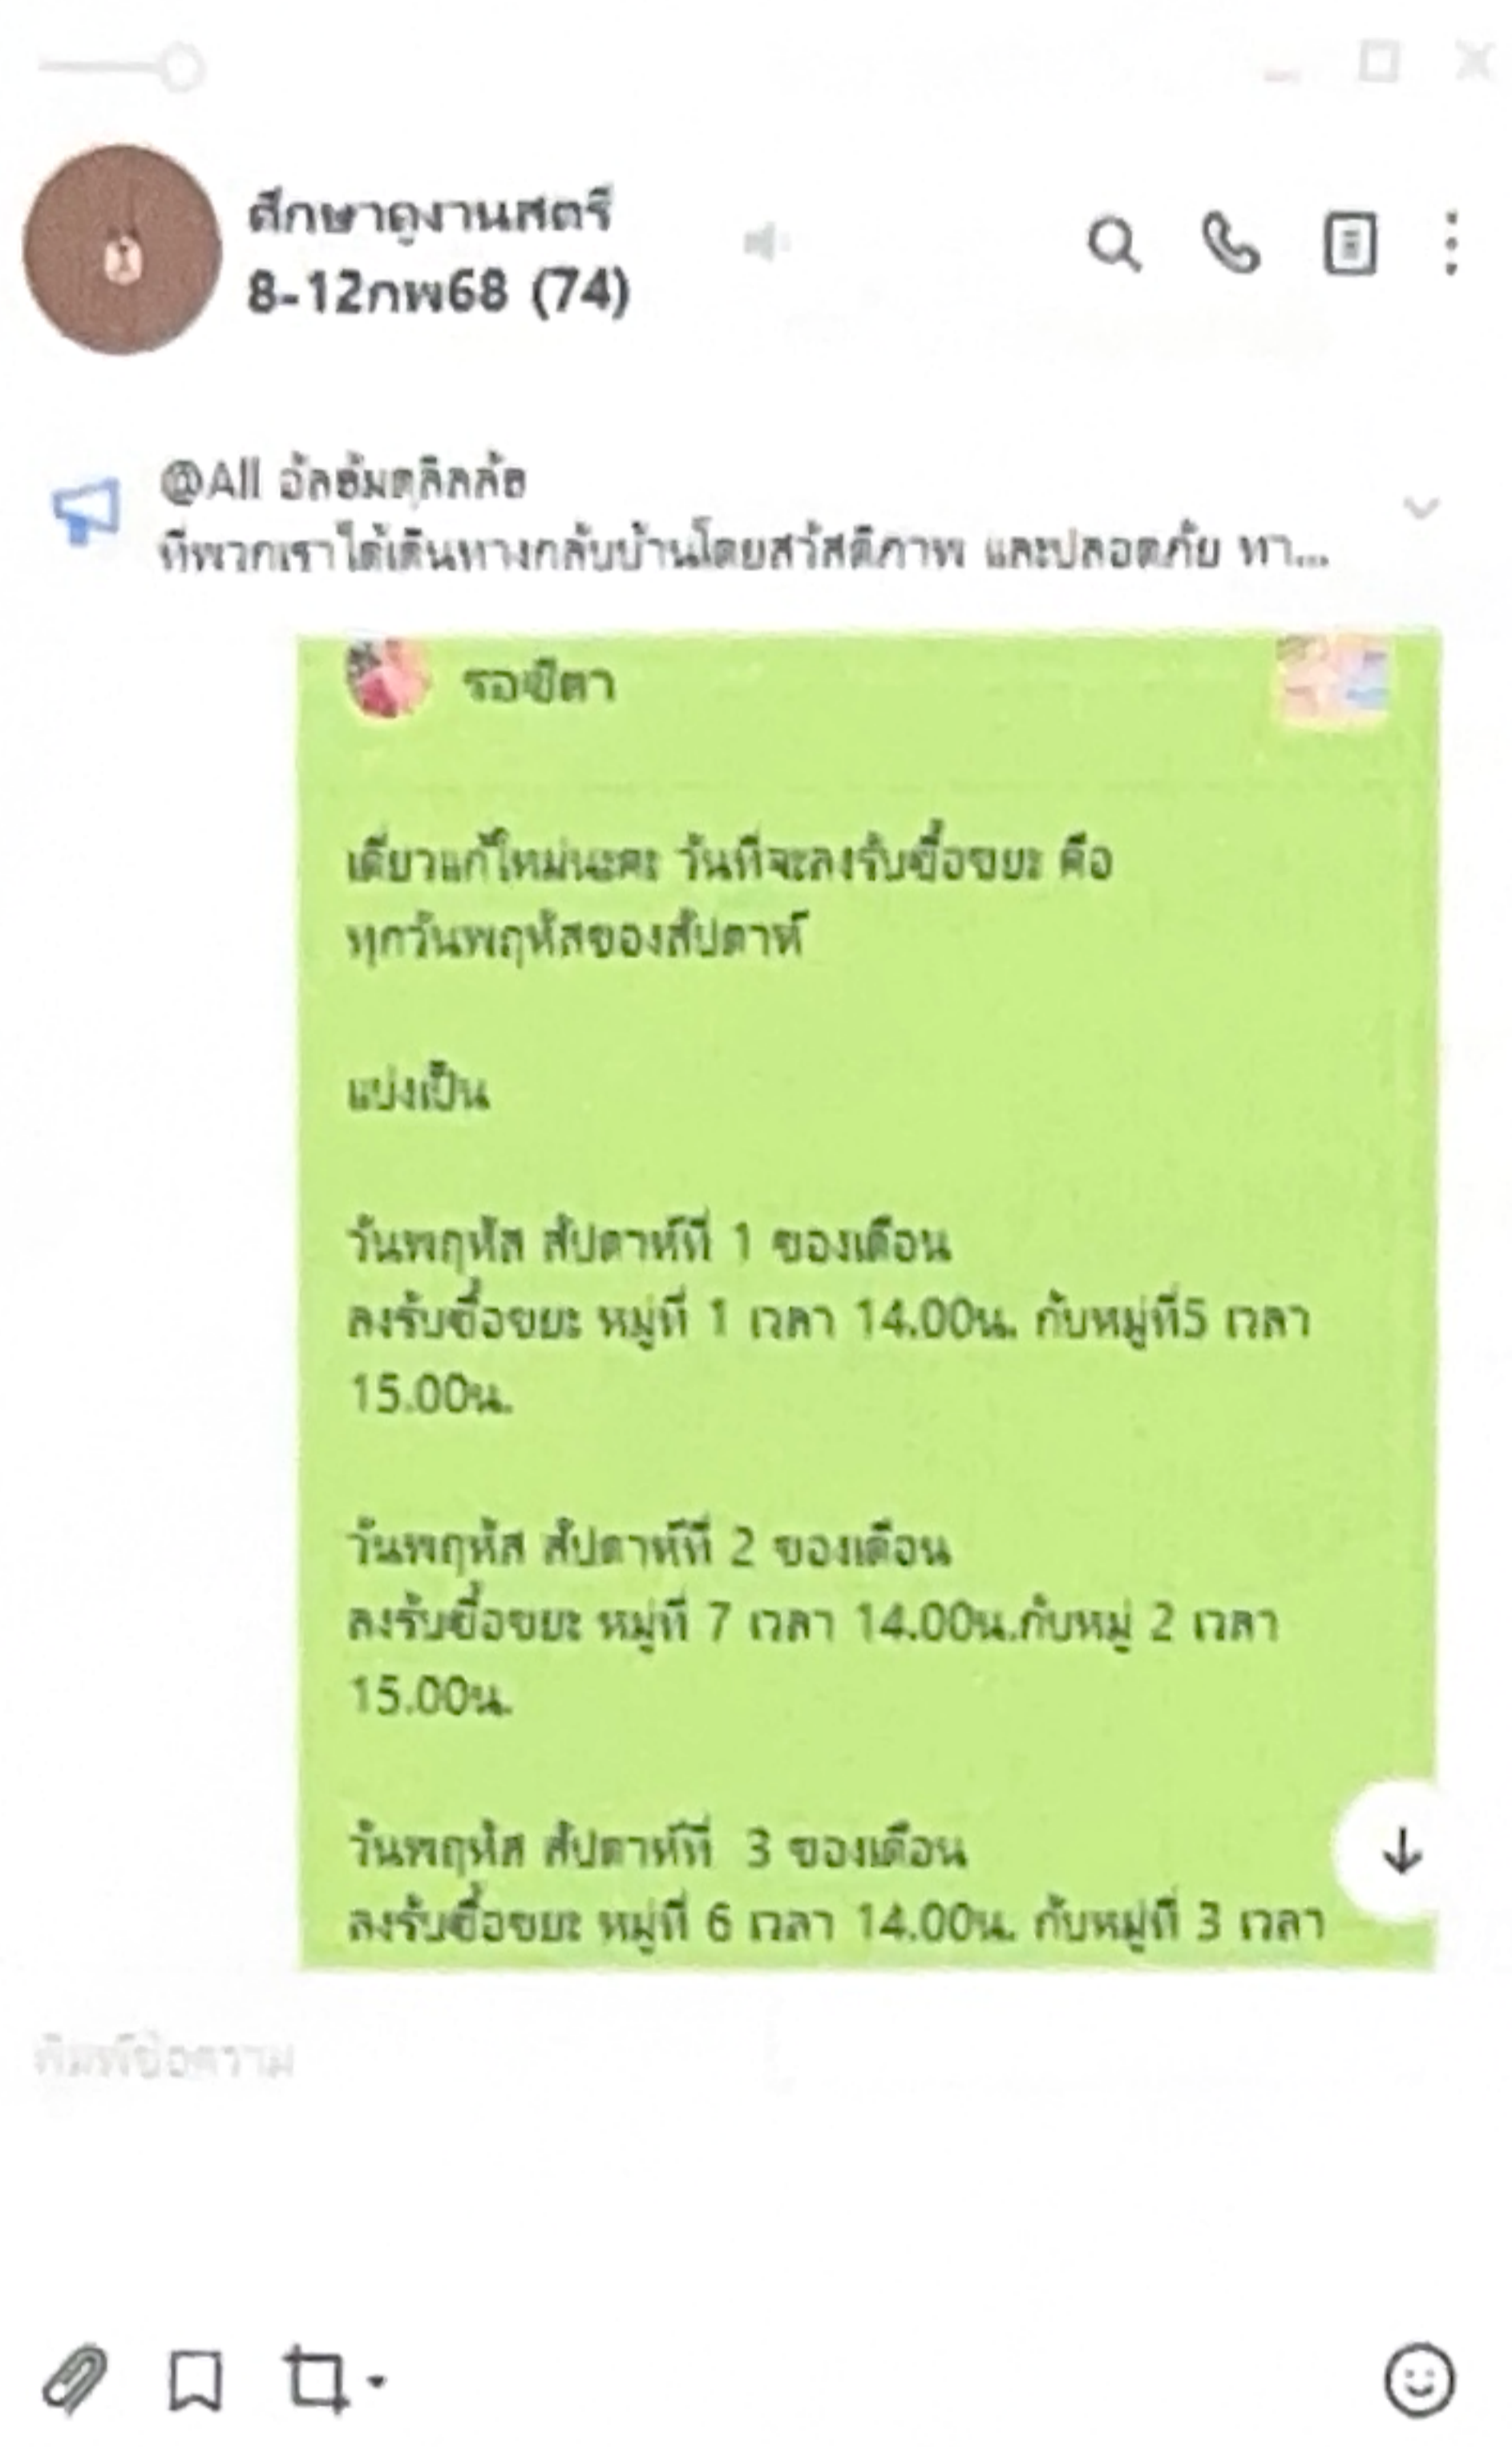 ศึกษาดูงานสตรี
8-12กพ68 (74)
@All อัลฮัมดุลิลล้ฮ
ที่พวกเราได้เดินทางกลับบ้านโดยสวัสดิภาพ และปลอดภัย ทา...
รอซีดา
เดี่ยวแก้ใหม่นะคะ วันที่จะลงรับซื้อขยะ คือ
ทุกวันพฤหัสของสัปดาห์
แบ่งเป็น
วันพฤหัส สัปดาห์ที่ 1 ของเดือน
ลงรับซื้อขยะ หมู่ที่ 1 เวลา 14.00น. กับหมู่ที่5 เวลา
15.00น.
วันพฤหัส สัปดาห์ที่ 2 ของเดือน
ลงรับซื้อขยะ หมู่ที่ 7 เวลา 14.00น.กับหมู่ 2 เวลา
15.00น.
วันพฤหัส สัปดาห์ที่  3 ของเดือน
ลงรับซื้อขยะ หมู่ที่ 6 เวลา 14.00น. กับหมู่ที่ 3 เวลา
พิมพ์ข้อความ